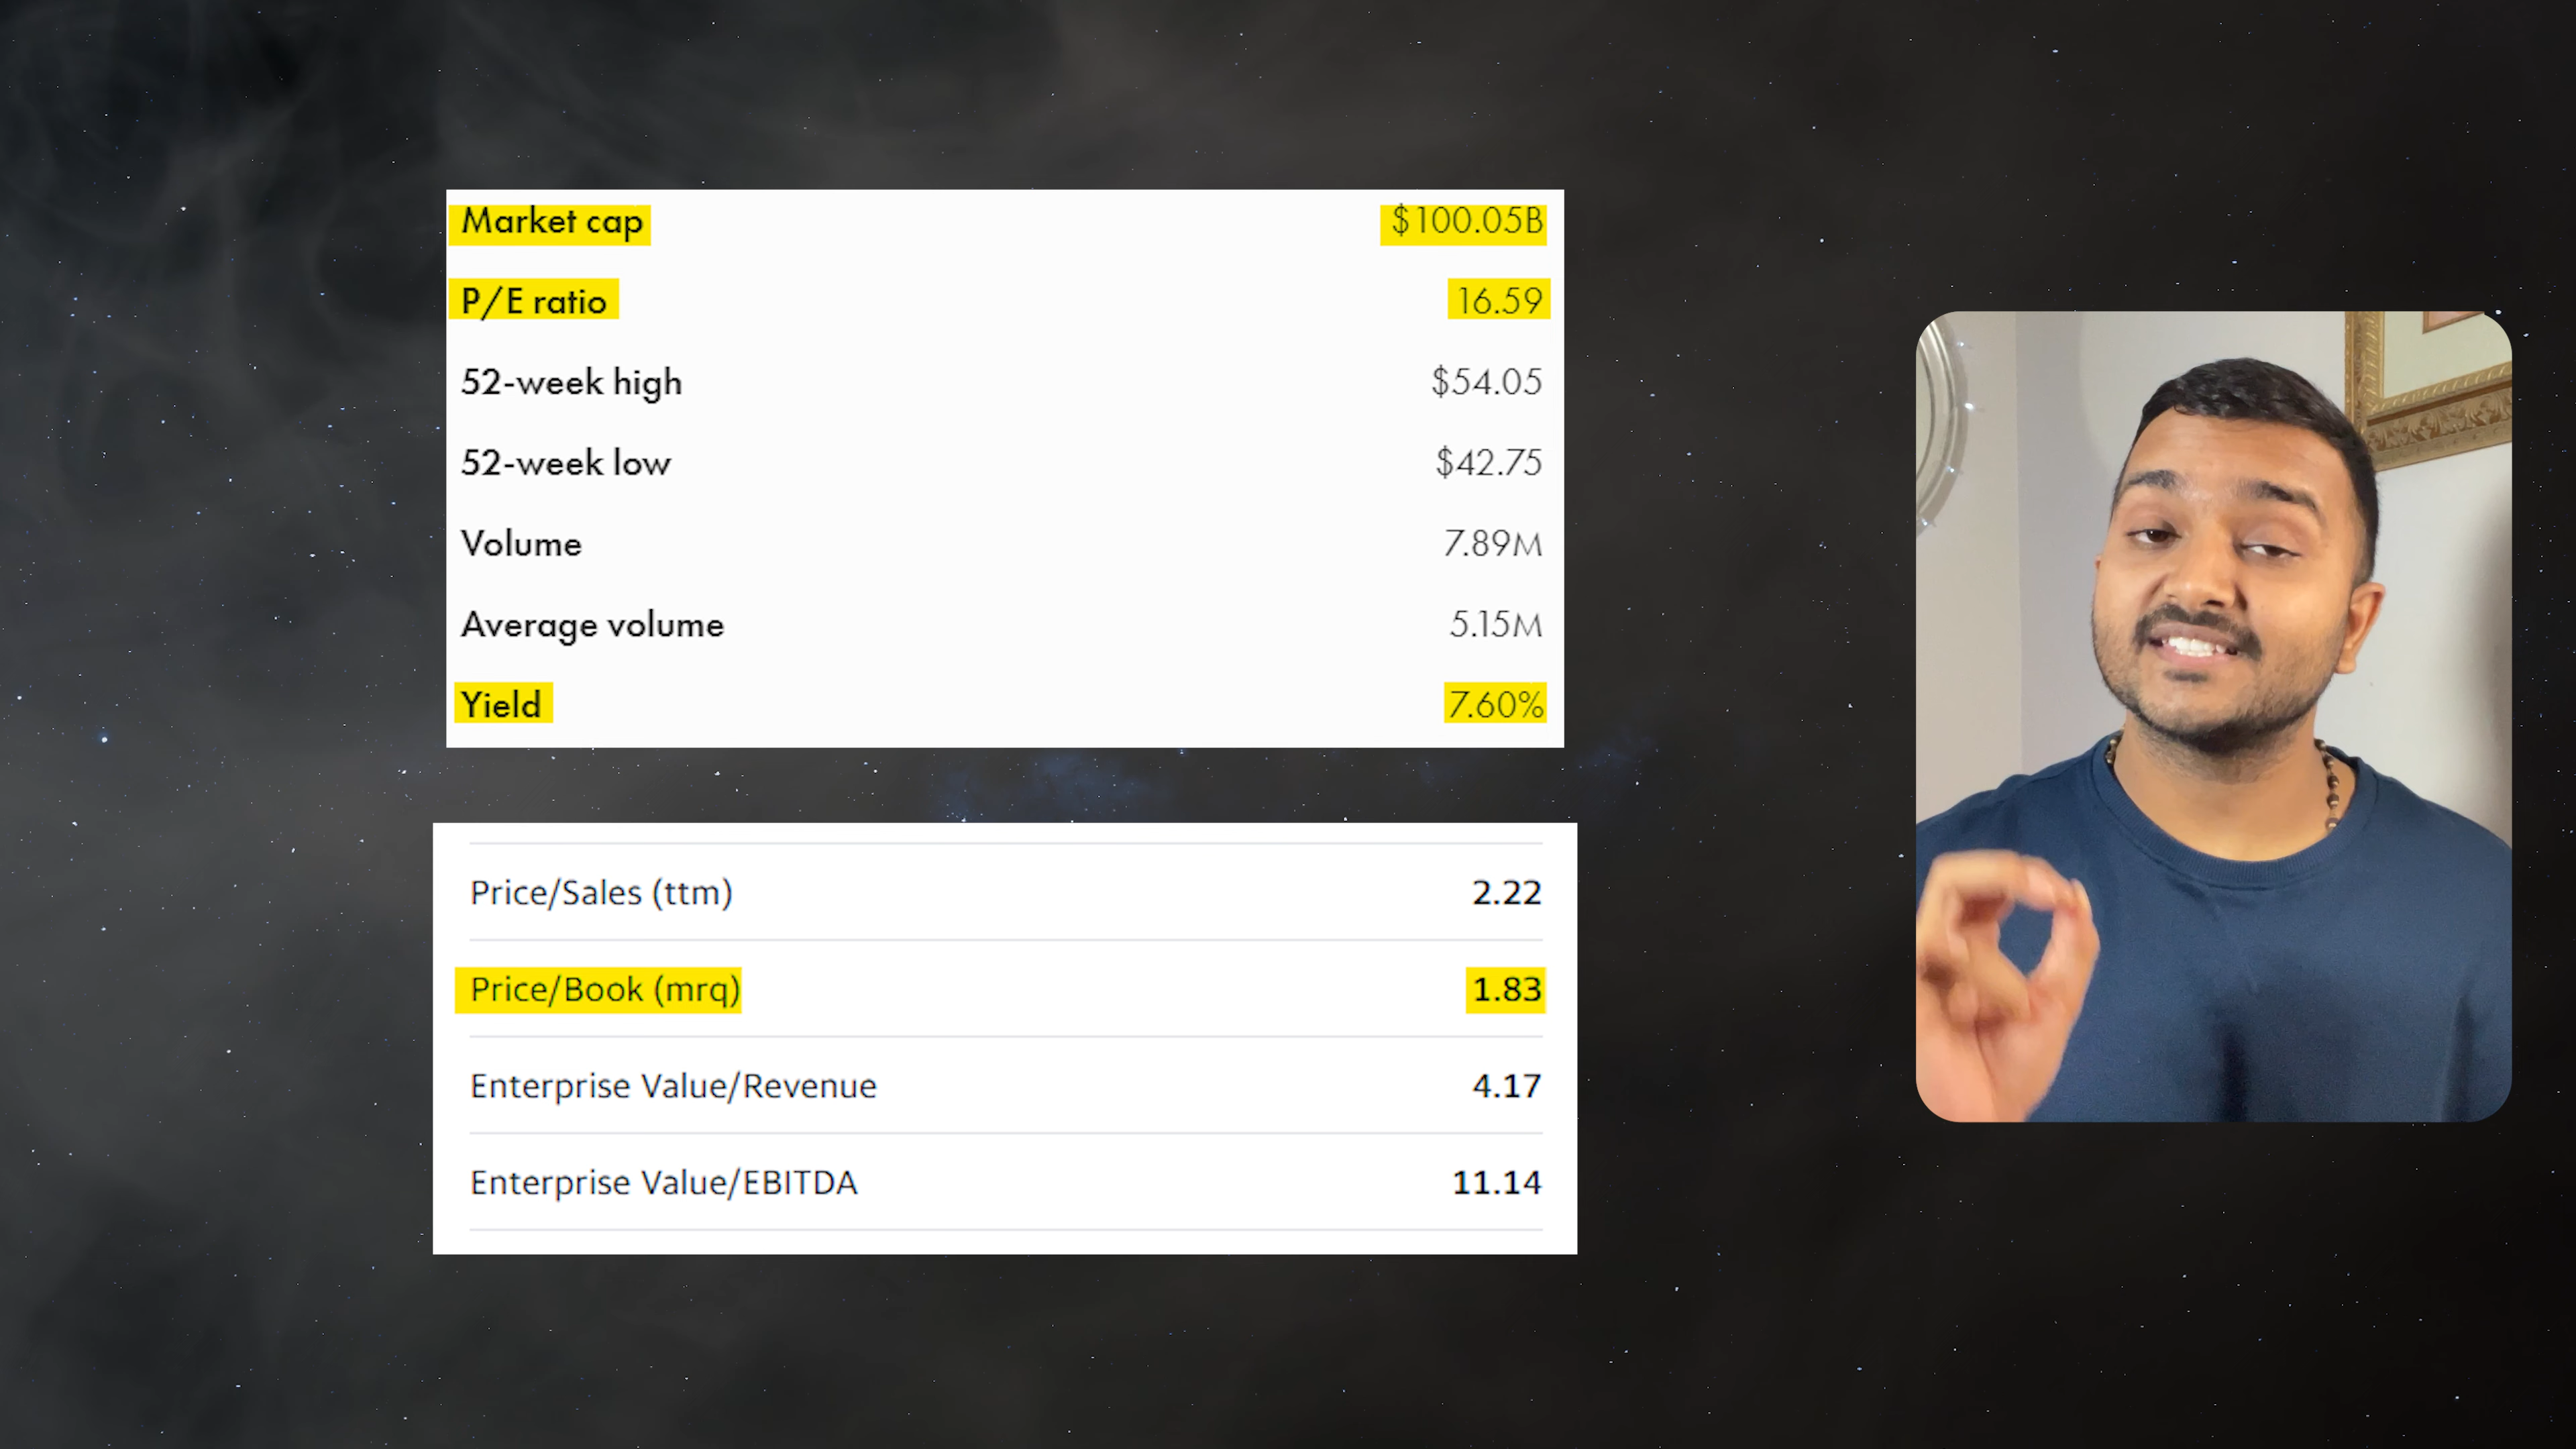 Market cap $100.05B
P/E ratio 16.59
52-week high $54.05
52-week low $42.75
Volume 7.89M
Average volume 5.15M
Yield 7.60%
Price/Sales (ttm) 2.22
Price/Book (mrq) 1.83
Enterprise Value/Revenue 4.17
Enterprise Value/EBITDA 11.14